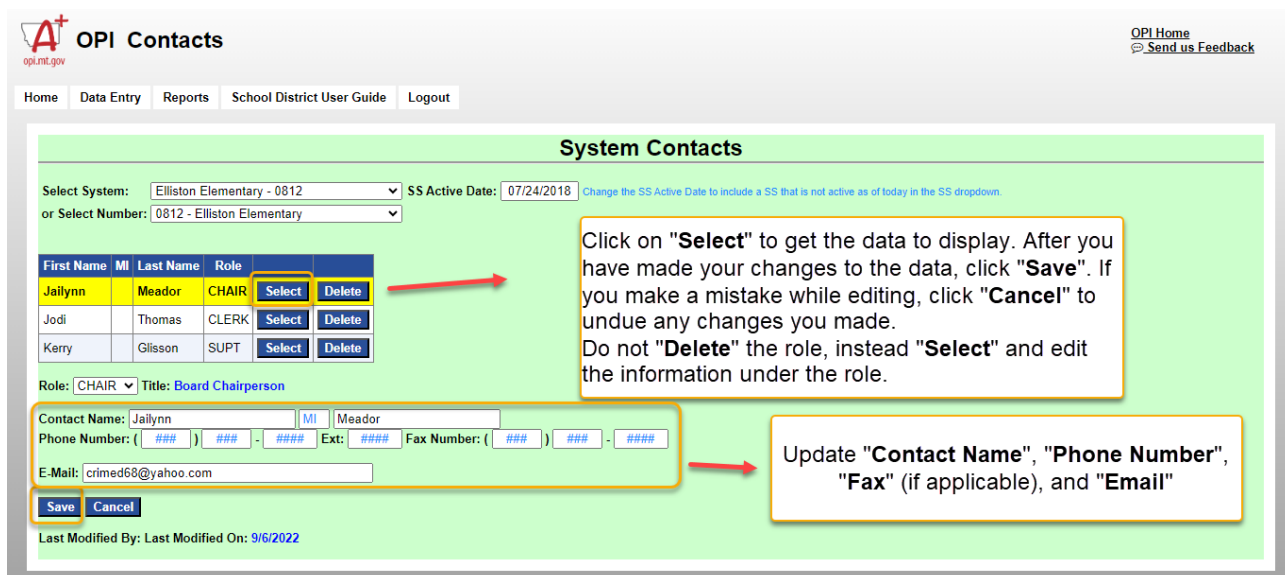 A+
opi.mt.gov
OPI Contacts
OPI Home
Send us Feedback
Home Data Entry Reports School District User Guide Logout
System Contacts
Select System: Elliston Elementary - 0812 SS Active Date: 07/24/2018 Change the SS Active Date to include a SS that is not active as of today in the SS dropdown.
or Select Number: 0812 - Elliston Elementary
First Name MI Last Name Role
Jailynn Meador CHAIR Select Delete
Jodi Thomas CLERK Select Delete
Kerry Glisson SUPT Select Delete
Click on "Select" to get the data to display. After you
have made your changes to the data, click "Save". If
you make a mistake while editing, click "Cancel" to
undue any changes you made.
Do not "Delete" the role, instead "Select" and edit
the information under the role.
Role: CHAIR Title: Board Chairperson
Contact Name: Jailynn MI Meador
Phone Number: ( ### ) ### - #### Ext: #### Fax Number: ( ### ) ### - ####
E-Mail: crimed68@yahoo.com
Update "Contact Name", "Phone Number",
"Fax" (if applicable), and "Email"
Save Cancel
Last Modified By: Last Modified On: 9/6/2022